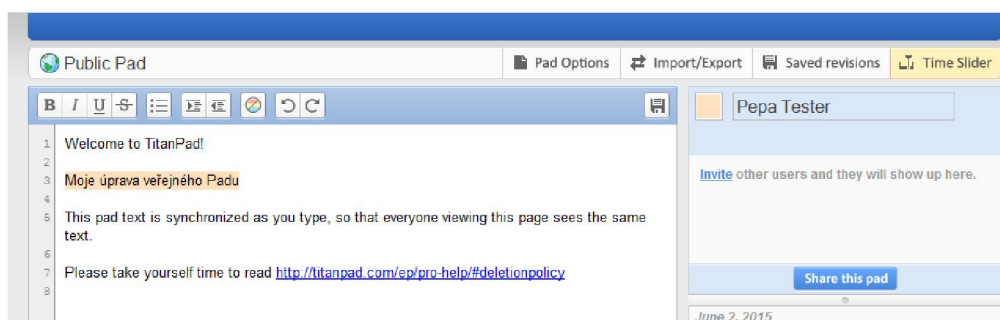 Public Pad
Pad Options
Import/Export
Saved revisions
Time Slider
B I U S
Pepa Tester
1 Welcome to TitanPad!
2
3 Moje úprava veřejného Padu
4
5 This pad text is synchronized as you type, so that everyone viewing this page sees the same
text.
6
7 Please take yourself time to read http://titanpad.com/ep/pro-help/#deletionpolicy
8
Invite other users and they will show up here.
Share this pad
June 2, 2015